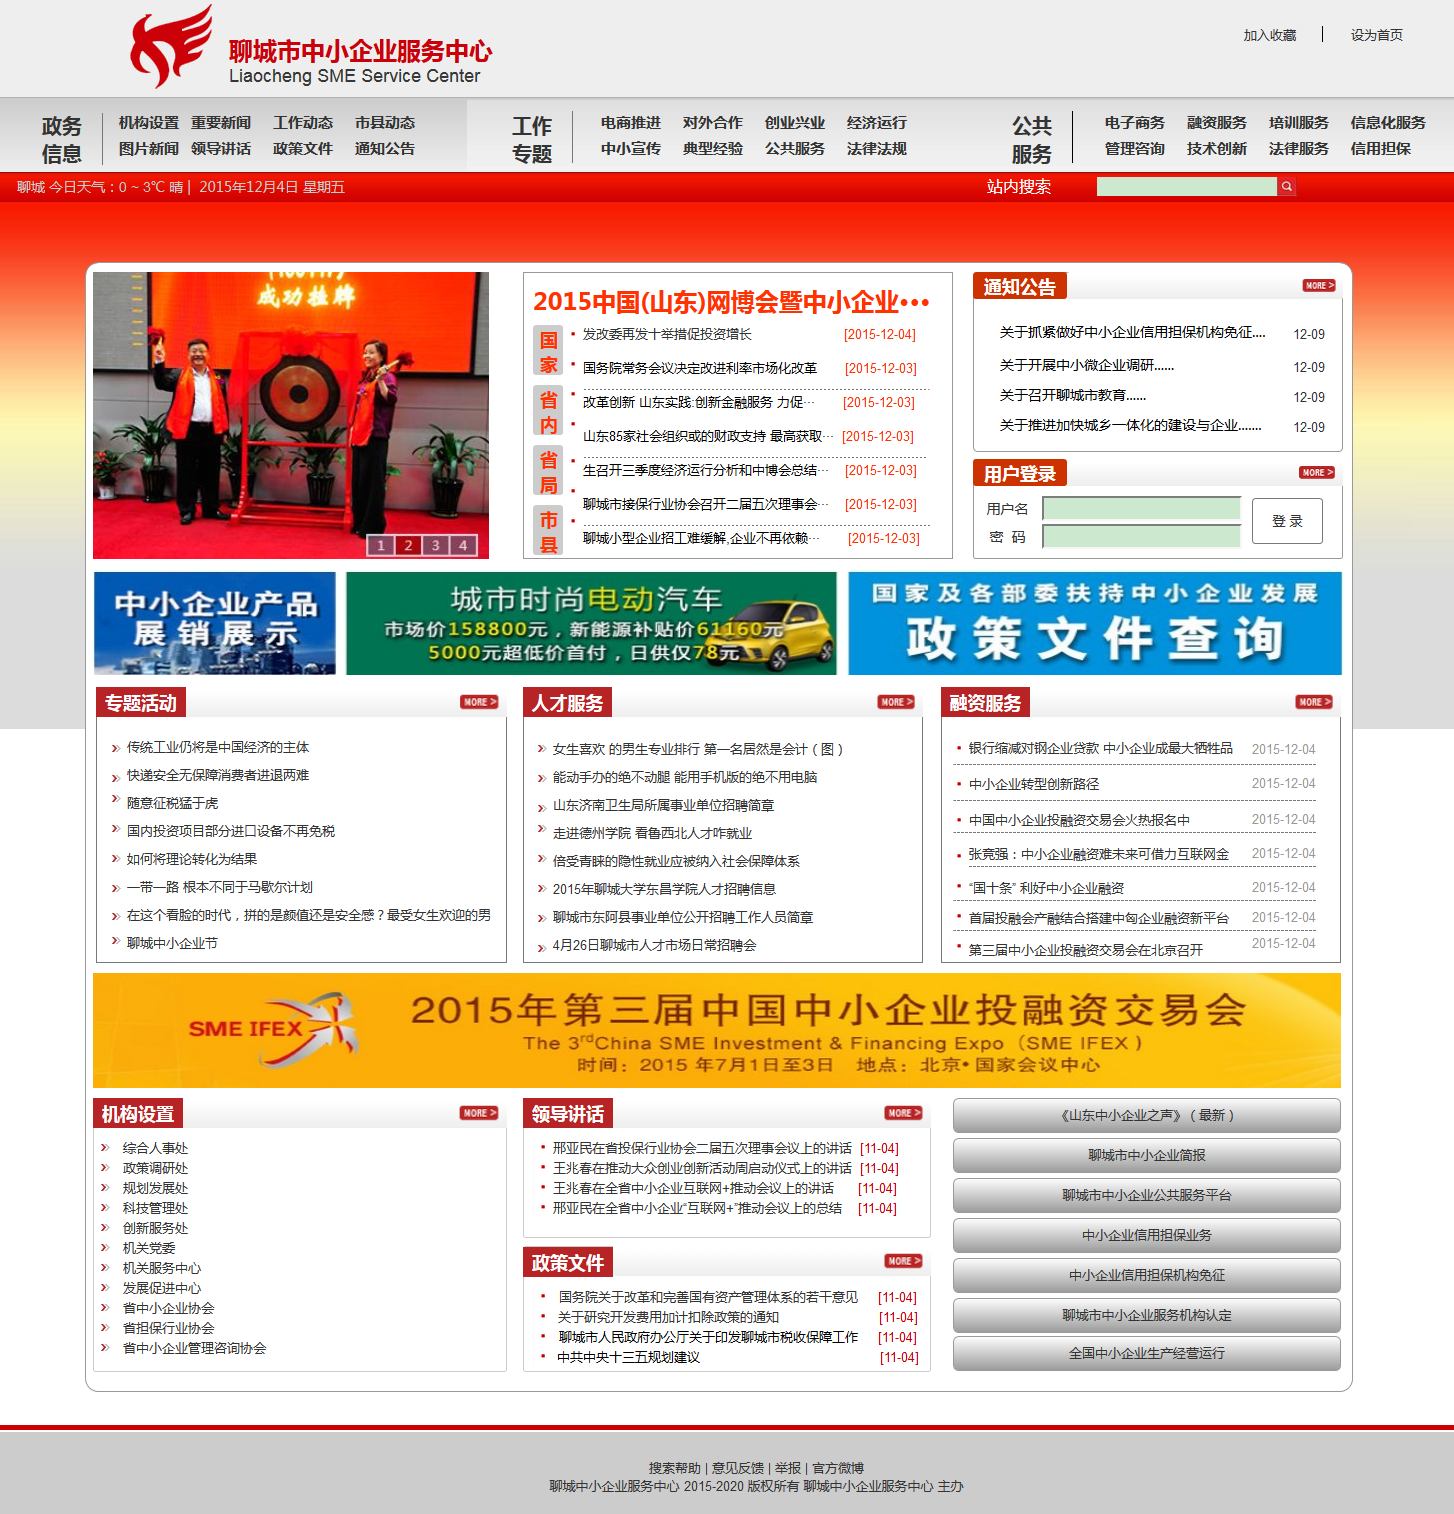 聊城市中小企业服务中心
Liaocheng SME Service Center
加入收藏 | 设为首页
政务信息
机构设置 重要新闻 工作动态 市县动态
图片新闻 领导讲话 政策文件 通知公告
工作专题
电商推进 对外合作 创业兴业 经济运行
中小宣传 典型经验 公共服务 法律法规
公共服务
电子商务 融资服务 培训服务 信息化服务
管理咨询 技术创新 法律服务 信用担保
聊城 今日天气：0 ~ 3℃ 晴 | 2015年12月4日 星期五
站内搜索
成功挂牌
1 2 3 4
2015中国(山东)网博会暨中小企业•••
国家
省内
省局
市县
发改委再发十举措促投资增长 [2015-12-04]
国务院常务会议决定改进利率市场化改革 [2015-12-03]
改革创新 山东实践:创新金融服务 力促··· [2015-12-03]
山东85家社会组织或的财政支持 最高获取··· [2015-12-03]
生召开三季度经济运行分析和中博会总结··· [2015-12-03]
聊城市接保行业协会召开二届五次理事会··· [2015-12-03]
聊城小型企业招工难缓解,企业不再依赖··· [2015-12-03]
通知公告 MORE >
关于抓紧做好中小企业信用担保机构免征.... 12-09
关于开展中小微企业调研...... 12-09
关于召开聊城市教育...... 12-09
关于推进加快城乡一体化的建设与企业....... 12-09
用户登录 MORE >
用户名
密 码
登 录
中小企业产品
展销展示
城市时尚电动汽车
市场价158800元，新能源补贴价61160元
5000元超低价首付，日供仅78元
国家及各部委扶持中小企业发展
政策文件查询
专题活动 MORE >
传统工业仍将是中国经济的主体
快递安全无保障消费者进退两难
随意征税猛于虎
国内投资项目部分进口设备不再免税
如何将理论转化为结果
一带一路 根本不同于马歇尔计划
在这个看脸的时代，拼的是颜值还是安全感？最受女生欢迎的男
聊城中小企业节
人才服务 MORE >
女生喜欢 的男生专业排行 第一名居然是会计（图）
能动手办的绝不动腿 能用手机版的绝不用电脑
山东济南卫生局所属事业单位招聘简章
走进德州学院 看鲁西北人才咋就业
倍受青睐的隐性就业应被纳入社会保障体系
2015年聊城大学东昌学院人才招聘信息
聊城市东阿县事业单位公开招聘工作人员简章
4月26日聊城市人才市场日常招聘会
融资服务 MORE >
银行缩减对钢企业贷款 中小企业成最大牺牲品 2015-12-04
中小企业转型创新路径 2015-12-04
中国中小企业投融资交易会火热报名中 2015-12-04
张竞强：中小企业融资难未来可借力互联网金 2015-12-04
“国十条” 利好中小企业融资 2015-12-04
首届投融会产融结合搭建中匈企业融资新平台 2015-12-04
第三届中小企业投融资交易会在北京召开 2015-12-04
SME IFEX
2015年第三届中国中小企业投融资交易会
The 3rdChina SME Investment & Financing Expo（SME IFEX ）
时间：2015 年7月1日至3日 地点：北京•国家会议中心
机构设置 MORE >
综合人事处
政策调研处
规划发展处
科技管理处
创新服务处
机关党委
机关服务中心
发展促进中心
省中小企业协会
省担保行业协会
省中小企业管理咨询协会
领导讲话 MORE >
邢亚民在省投保行业协会二届五次理事会议上的讲话 [11-04]
王兆春在推动大众创业创新活动周启动仪式上的讲话 [11-04]
王兆春在全省中小企业互联网+推动会议上的讲话 [11-04]
邢亚民在全省中小企业“互联网+”推动会议上的总结 [11-04]
政策文件 MORE >
国务院关于改革和完善国有资产管理体系的若干意见 [11-04]
关于研究开发费用加计扣除政策的通知 [11-04]
聊城市人民政府办公厅关于印发聊城市税收保障工作 [11-04]
中共中央十三五规划建议 [11-04]
《山东中小企业之声》（最新）
聊城市中小企业简报
聊城市中小企业公共服务平台
中小企业信用担保业务
中小企业信用担保机构免征
聊城市中小企业服务机构认定
全国中小企业生产经营运行
搜索帮助 | 意见反馈 | 举报 | 官方微博
聊城中小企业服务中心 2015-2020 版权所有 聊城中小企业服务中心 主办